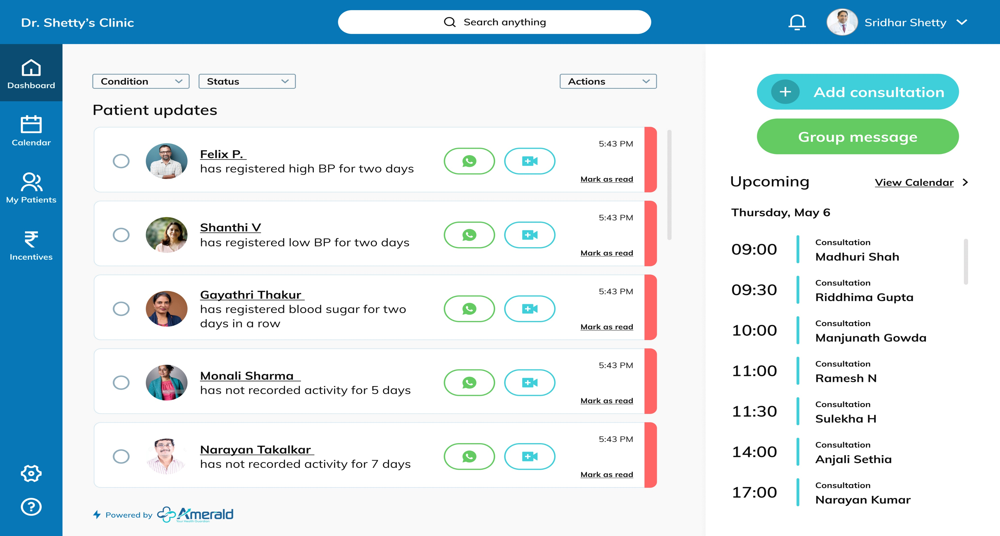 Dr. Shetty’s Clinic
Search anything
Sridhar Shetty
Dashboard
Calendar
My Patients
₹
Incentives
?
Condition
Status
Actions
Patient updates
Felix P.
has registered high BP for two days
5:43 PM
Mark as read
Shanthi V
has registered low BP for two days
5:43 PM
Mark as read
Gayathri Thakur
has registered blood sugar for two
days in a row
5:43 PM
Mark as read
Monali Sharma
has not recorded activity for 5 days
5:43 PM
Mark as read
Narayan Takalkar
has not recorded activity for 7 days
5:43 PM
Mark as read
Powered by Amerald
Your Health Guardian
+ Add consultation
Group message
Upcoming
View Calendar
Thursday, May 6
09:00
Consultation
Madhuri Shah
09:30
Consultation
Riddhima Gupta
10:00
Consultation
Manjunath Gowda
11:00
Consultation
Ramesh N
11:30
Consultation
Sulekha H
14:00
Consultation
Anjali Sethia
17:00
Consultation
Narayan Kumar